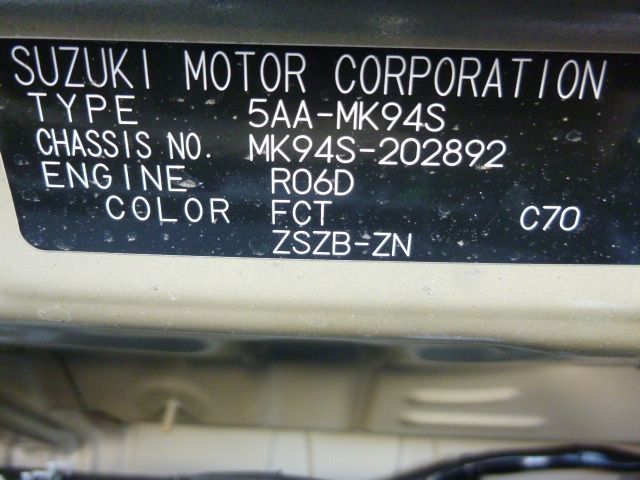 SUZUKI MOTOR CORPORATION
TYPE 5AA-MK94S
CHASSIS NO. MK94S-202892
ENGINE R06D
COLOR FCT C70
ZSZB-ZN